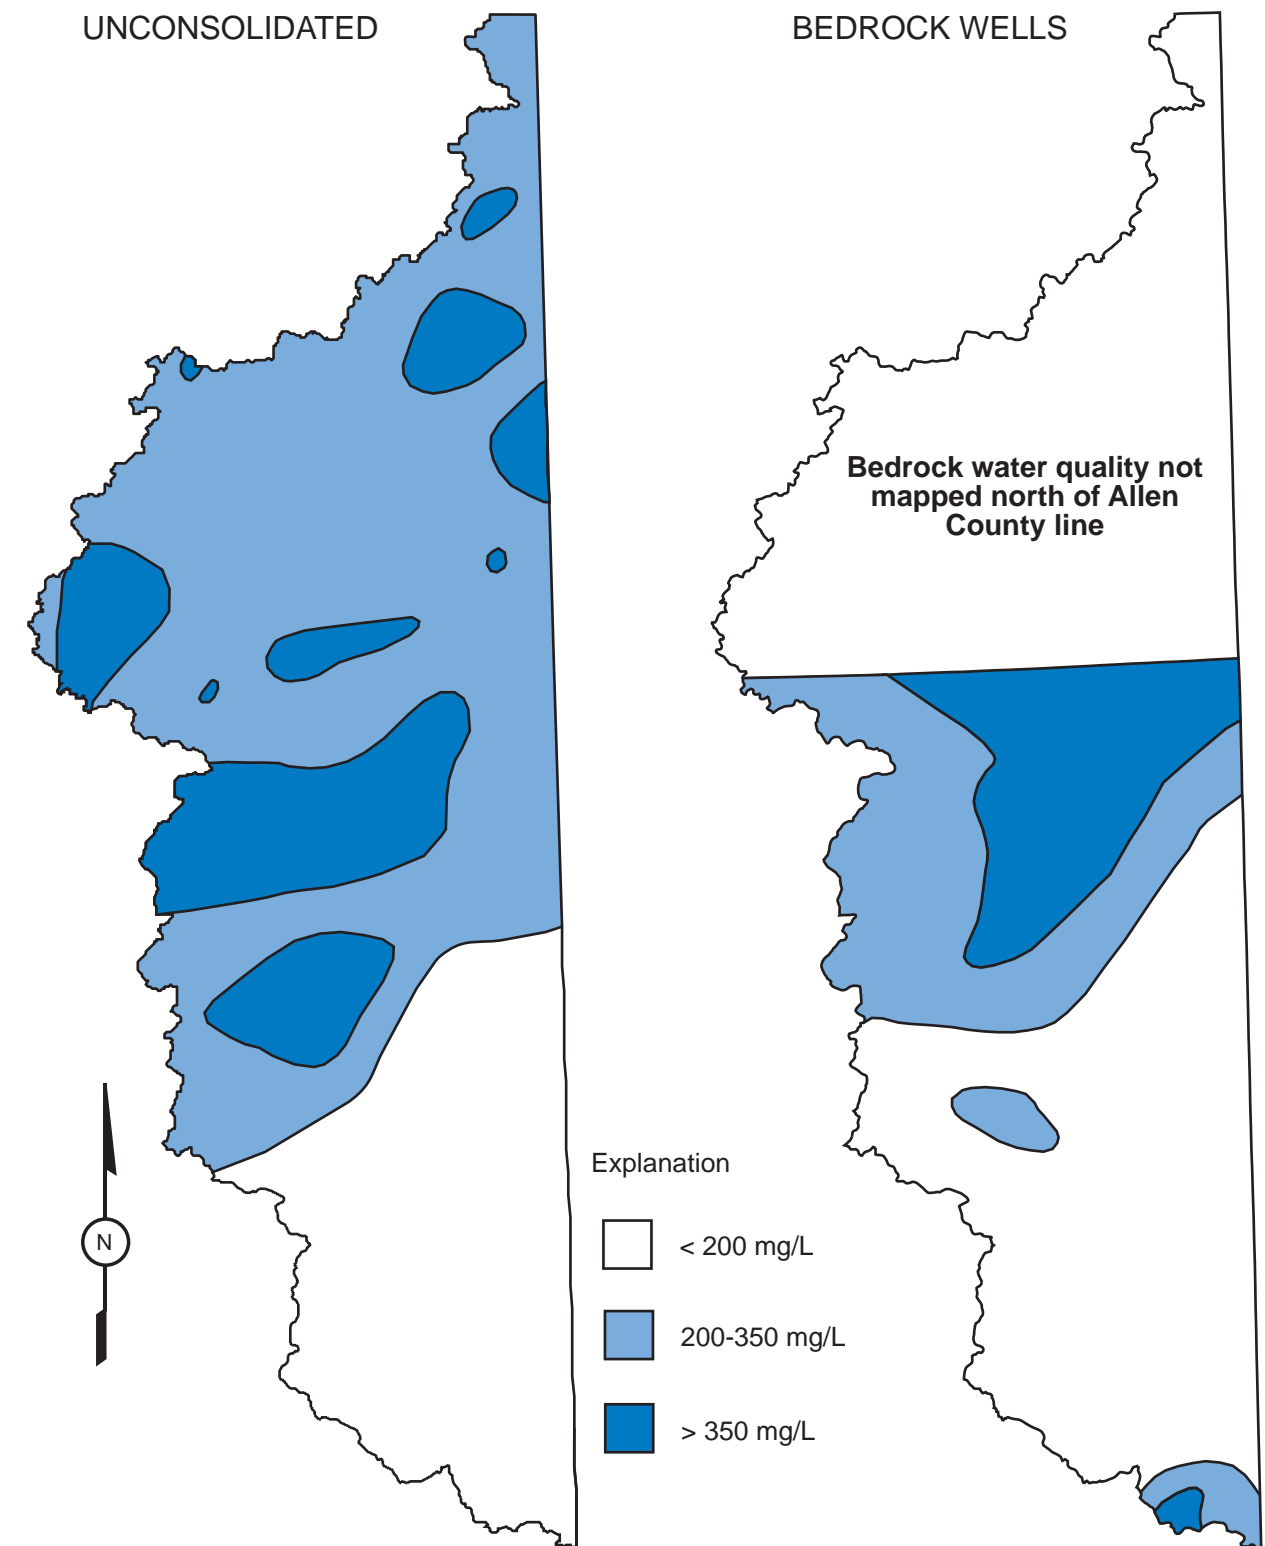 UNCONSOLIDATED
BEDROCK WELLS
Bedrock water quality not
mapped north of Allen
County line
Explanation
< 200 mg/L
200-350 mg/L
> 350 mg/L
N